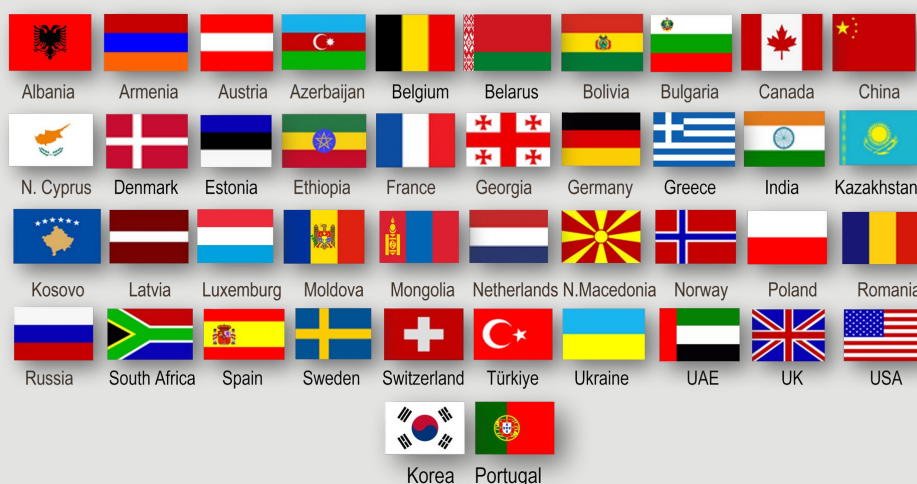 Albania Armenia Austria Azerbaijan Belgium Belarus Bolivia Bulgaria Canada China
N. Cyprus Denmark Estonia Ethiopia France Georgia Germany Greece India Kazakhstan
Kosovo Latvia Luxemburg Moldova Mongolia Netherlands N.Macedonia Norway Poland Romania
Russia South Africa Spain Sweden Switzerland Türkiye Ukraine UAE UK USA
Korea Portugal